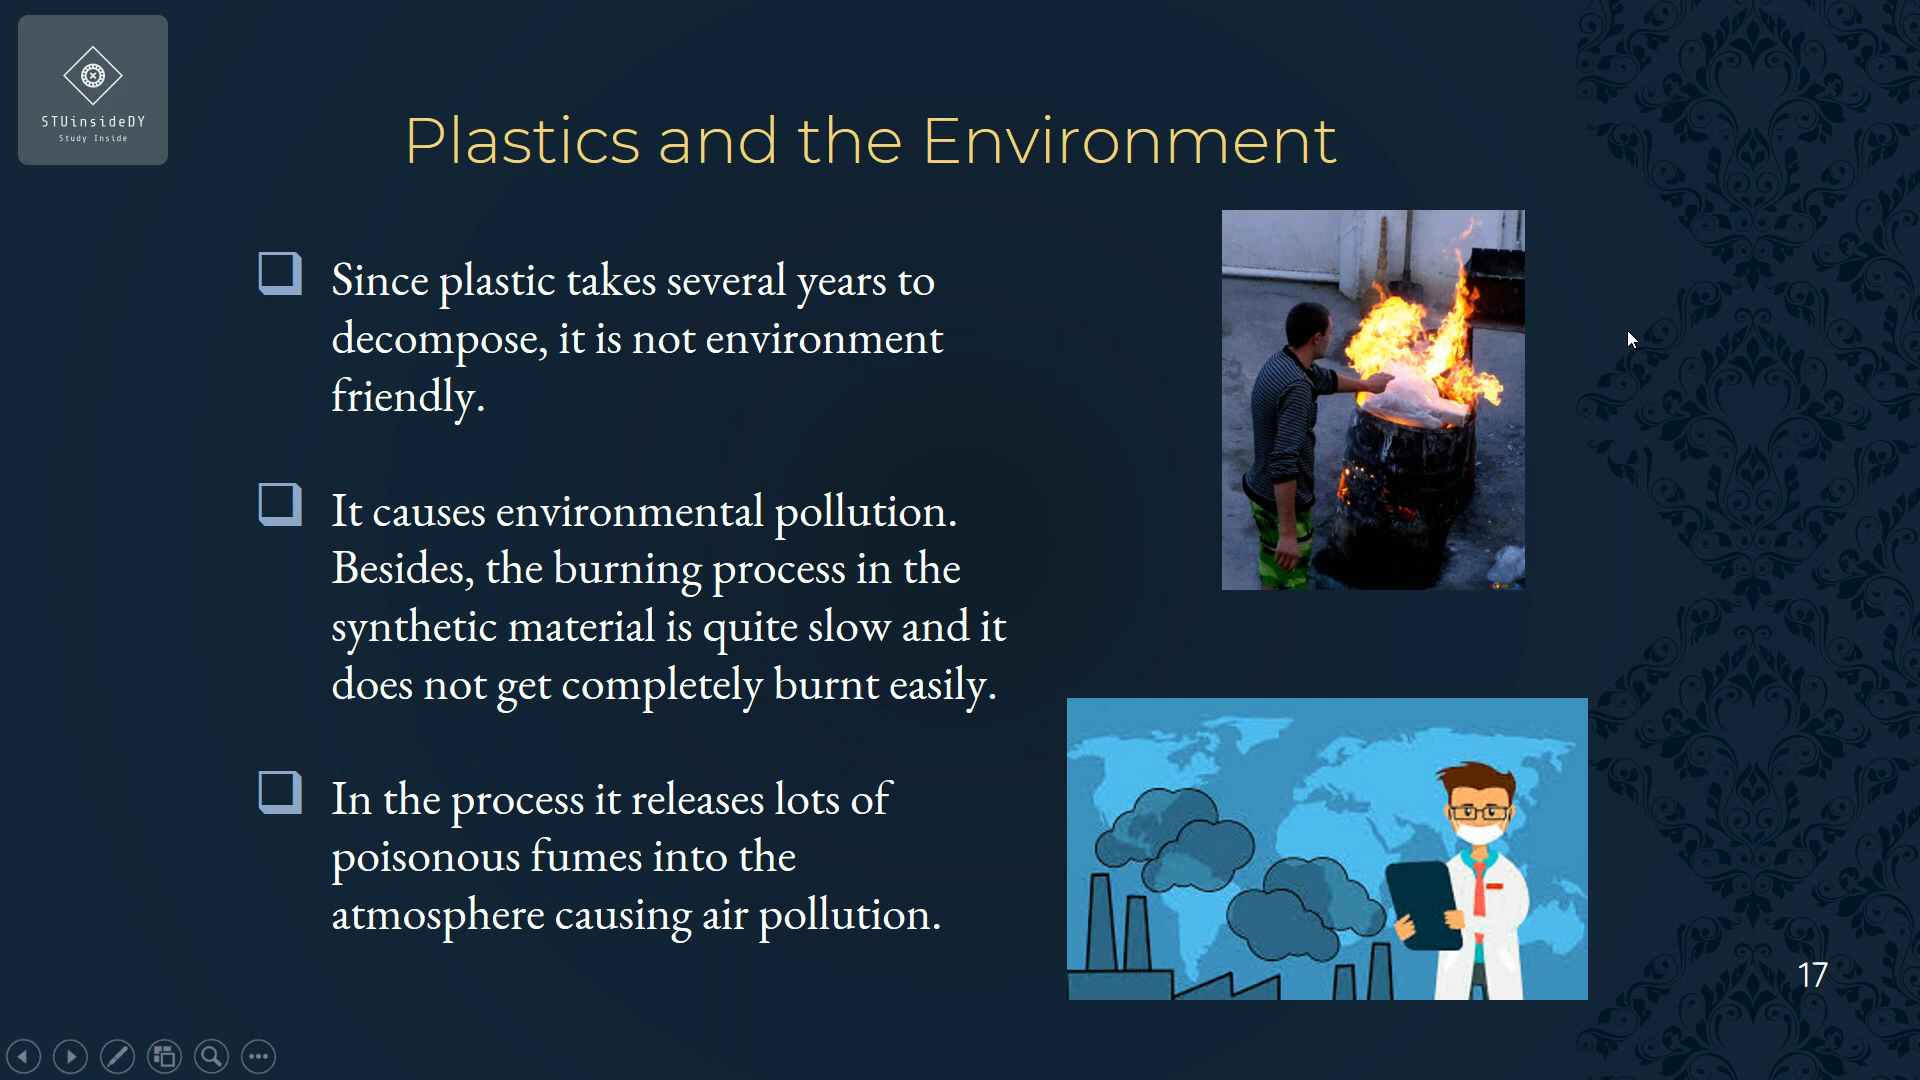 STUinsideDY
Study Inside
Plastics and the Environment
Since plastic takes several years to
decompose, it is not environment
friendly.
It causes environmental pollution.
Besides, the burning process in the
synthetic material is quite slow and it
does not get completely burnt easily.
In the process it releases lots of
poisonous fumes into the
atmosphere causing air pollution.
17